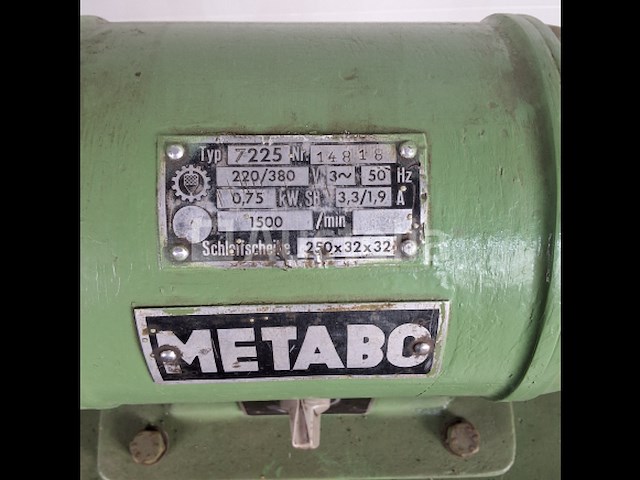 Typ 7225 Nr. 14818
220/380 V 3~ 50 Hz
0,75 kW S1 3,3/1,9 A
1500 /min
Schleifscheibe 250x32x32
METABO